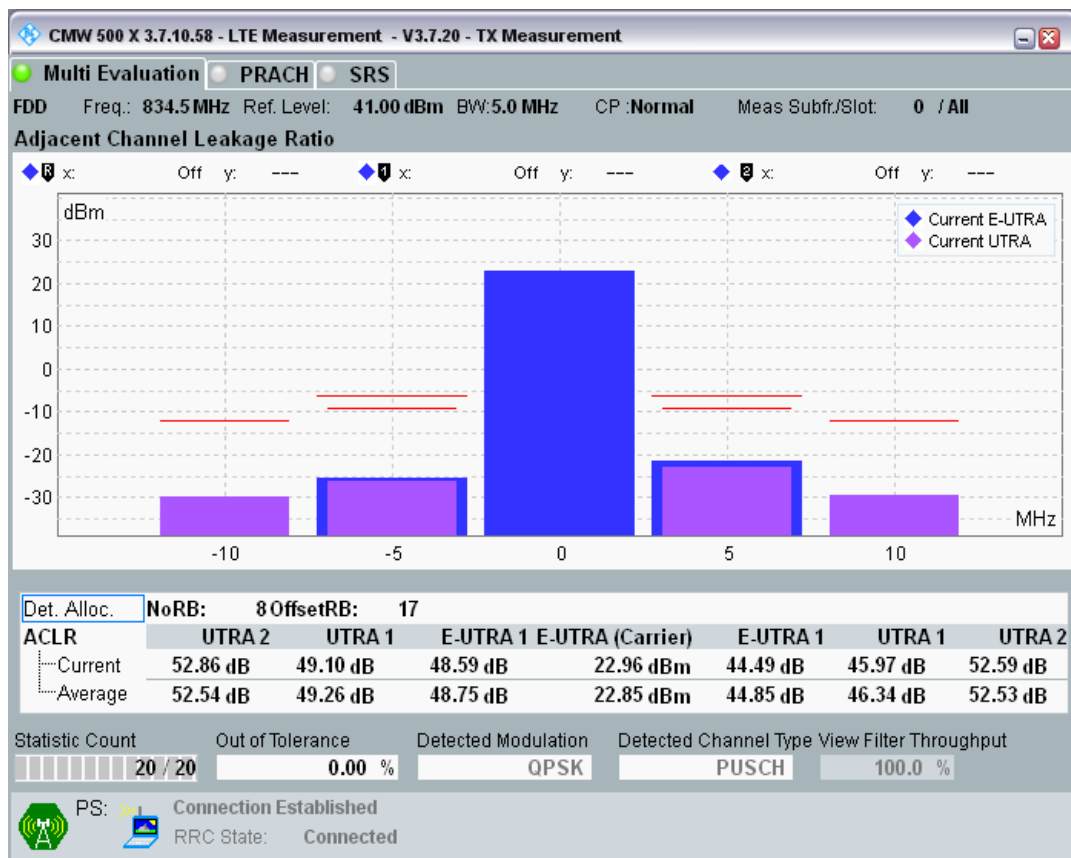 CMW 500 X 3.7.10.58 - LTE Measurement - V3.7.20 - TX Measurement
Multi Evaluation PRACH SRS
FDD Freq.: 834.5 MHz Ref. Level: 41.00 dBm BW:5.0 MHz CP :Normal Meas Subfr./Slot: 0 / All
Adjacent Channel Leakage Ratio
R x: Off y: --- 1 x: Off y: --- 2 x: Off y: ---
dBm
Current E-UTRA
Current UTRA
30
20
10
0
-10
-20
-30
MHz
-10 -5 0 5 10
Det. Alloc. NoRB: 8 OffsetRB: 17
ACLR UTRA 2 UTRA 1 E-UTRA 1 E-UTRA (Carrier) E-UTRA 1 UTRA 1 UTRA 2
Current 52.86 dB 49.10 dB 48.59 dB 22.96 dBm 44.49 dB 45.97 dB 52.59 dB
Average 52.54 dB 49.26 dB 48.75 dB 22.85 dBm 44.85 dB 46.34 dB 52.53 dB
Statistic Count Out of Tolerance Detected Modulation Detected Channel Type View Filter Throughput
20 / 20 0.00 % QPSK PUSCH 100.0 %
PS: Connection Established
RRC State: Connected